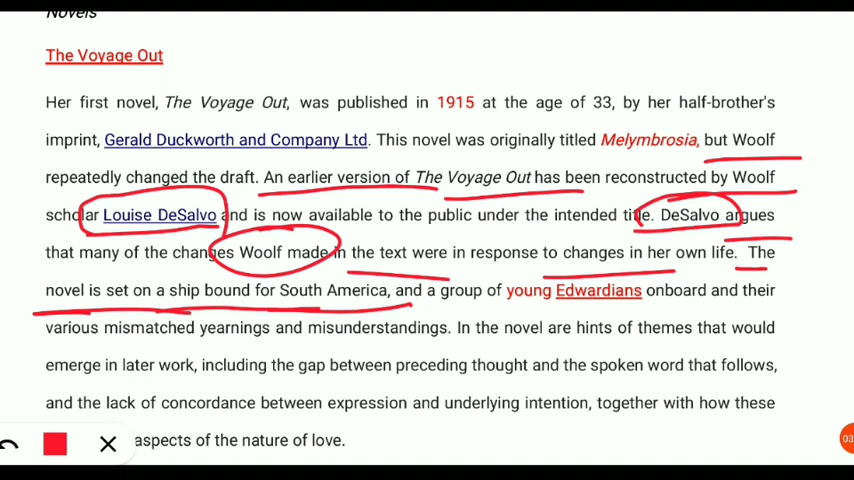 Novels
The Voyage Out
Her first novel, The Voyage Out, was published in 1915 at the age of 33, by her half-brother's
imprint, Gerald Duckworth and Company Ltd. This novel was originally titled Melymbrosia, but Woolf
repeatedly changed the draft. An earlier version of The Voyage Out has been reconstructed by Woolf
scholar Louise DeSalvo and is now available to the public under the intended title. DeSalvo argues
that many of the changes Woolf made in the text were in response to changes in her own life. The
novel is set on a ship bound for South America, and a group of young Edwardians onboard and their
various mismatched yearnings and misunderstandings. In the novel are hints of themes that would
emerge in later work, including the gap between preceding thought and the spoken word that follows,
and the lack of concordance between expression and underlying intention, together with how these
aspects of the nature of love.